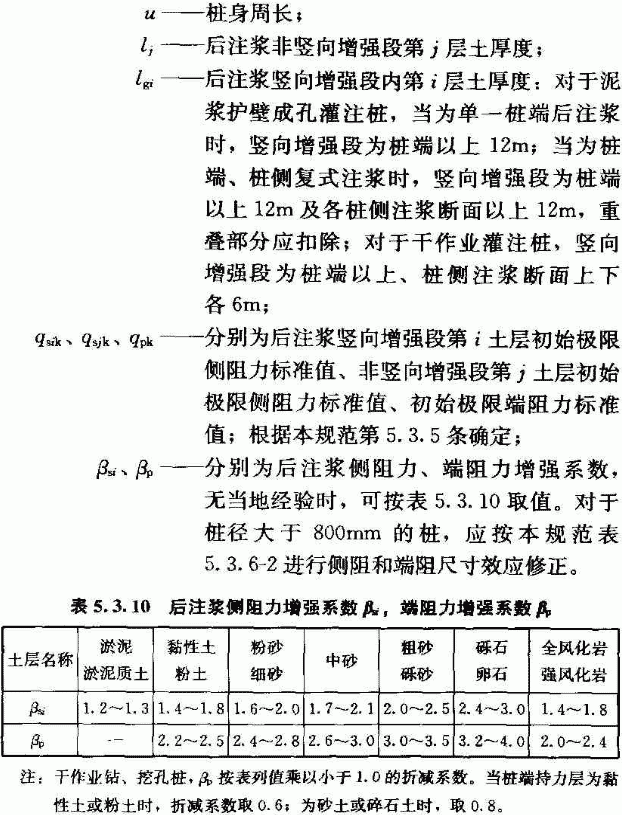 u——桩身周长；
lj——后注浆非竖向增强段第 j 层土厚度；
lgi——后注浆竖向增强段内第 i 层土厚度：对于泥
浆护壁成孔灌注桩，当为单一桩端后注浆
时，竖向增强段为桩端以上 12m；当为桩
端、桩侧复式注浆时，竖向增强段为桩端
以上 12m 及各桩侧注浆断面以上 12m，重
叠部分应扣除；对于干作业灌注桩，竖向
增强段为桩端以上、桩侧注浆断面上下
各 6m；
qsik、qsjk、qpk——分别为后注浆竖向增强段第 i 土层初始极限
侧阻力标准值、非竖向增强段第 j 土层初始
极限侧阻力标准值、初始极限端阻力标准
值；根据本规范第 5.3.5 条确定；
βsi、βp——分别为后注浆侧阻力、端阻力增强系数，
无当地经验时，可按表 5.3.10 取值。对于
桩径大于 800mm 的桩，应按本规范表
5.3.6-2 进行侧阻和端阻尺寸效应修正。
表 5.3.10 后注浆侧阻力增强系数 βsi，端阻力增强系数 βp
土层名称 淤泥 淤泥质土 黏性土 粉土 粉砂 细砂 中砂 粗砂 砾砂 砾石 卵石 全风化岩 强风化岩
βsi 1.2～1.3 1.4～1.8 1.6～2.0 1.7～2.1 2.0～2.5 2.4～3.0 1.4～1.8
βp — 2.2～2.5 2.4～2.8 2.6～3.0 3.0～3.5 3.2～4.0 2.0～2.4
注：干作业钻、挖孔桩，βp 按表列值乘以小于 1.0 的折减系数。当桩端持力层为黏
性土或粉土时，折减系数取 0.6；为砂土或碎石土时，取 0.8。